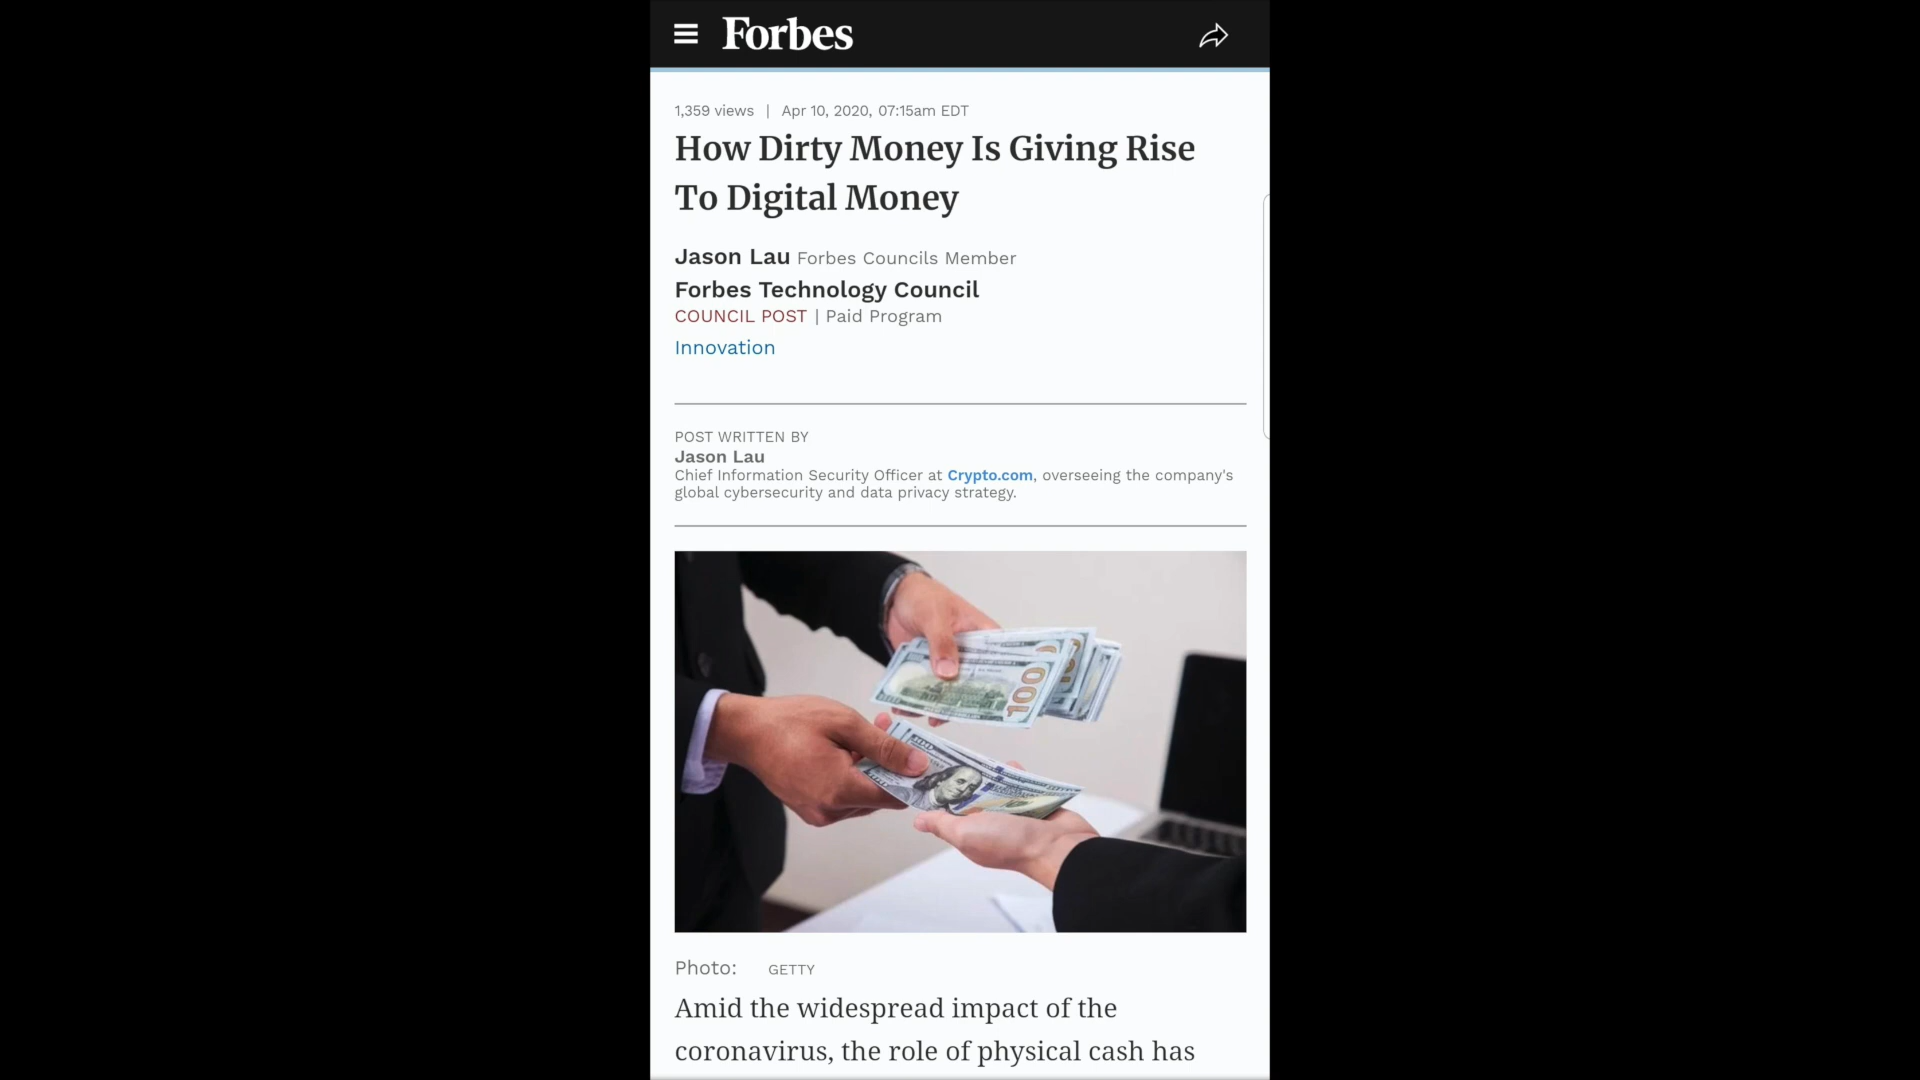 Forbes
1,359 views | Apr 10, 2020, 07:15am EDT
How Dirty Money Is Giving Rise
To Digital Money
Jason Lau Forbes Councils Member
Forbes Technology Council
COUNCIL POST | Paid Program
Innovation
POST WRITTEN BY
Jason Lau
Chief Information Security Officer at Crypto.com, overseeing the company's
global cybersecurity and data privacy strategy.
100
100
Photo: GETTY
Amid the widespread impact of the
coronavirus, the role of physical cash has